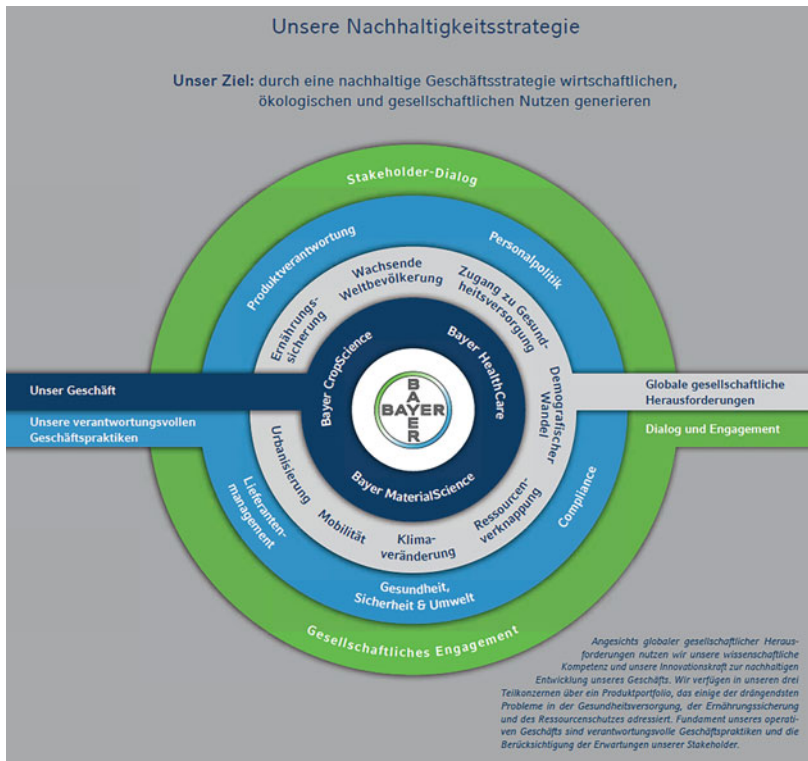 Unsere Nachhaltigkeitsstrategie
Unser Ziel: durch eine nachhaltige Geschäftsstrategie wirtschaftlichen,
ökologischen und gesellschaftlichen Nutzen generieren
Stakeholder-Dialog
Produktverantwortung
Personalpolitik
Wachsende
Weltbevölkerung
Zugang zu Gesund-
heitsversorgung
Ernährungs-
sicherung
Bayer CropScience
Bayer HealthCare
BAYER
BAYER
Unser Geschäft
Unsere verantwortungsvollen
Geschäftspraktiken
Demografischer
Wandel
Globale gesellschaftliche
Herausforderungen
Dialog und Engagement
Urbanisierung
Bayer MaterialScience
Ressourcen-
verknappung
Compliance
Lieferanten-
management
Mobilität
Klima-
veränderung
Gesundheit,
Sicherheit & Umwelt
Gesellschaftliches Engagement
Angesichts globaler gesellschaftlicher Heraus-
forderungen nutzen wir unsere wissenschaftliche
Kompetenz und unsere Innovationskraft zur nachhaltigen
Entwicklung unseres Geschäfts. Wir verfügen in unseren drei
Teilkonzernen über ein Produktportfolio, das einige der drängendsten
Probleme in der Gesundheitsversorgung, der Ernährungssicherung
und des Ressourcenschutzes adressiert. Fundament unseres operati-
ven Geschäfts sind verantwortungsvolle Geschäftspraktiken und die
Berücksichtigung der Erwartungen unserer Stakeholder.